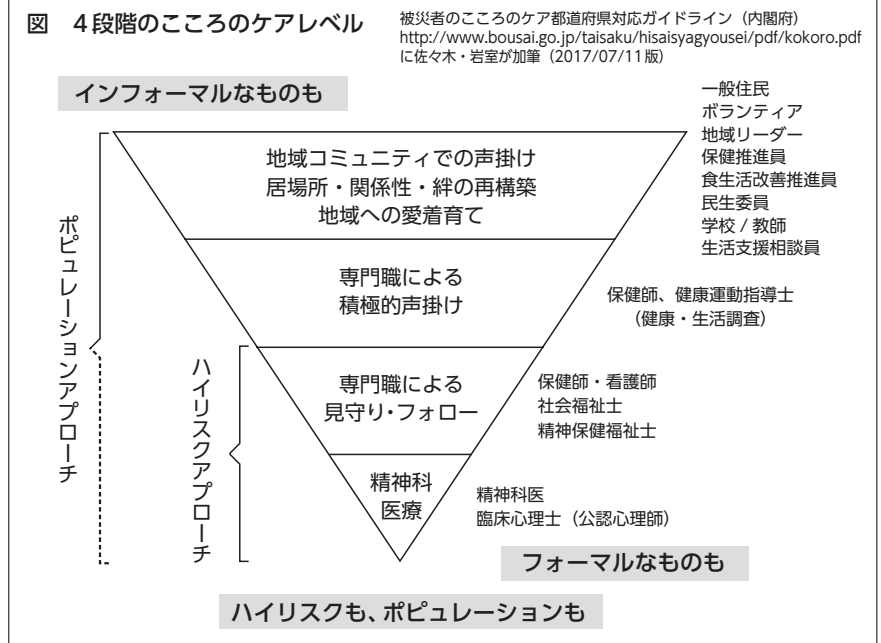 図　4段階のこころのケアレベル
被災者のこころのケア都道府県対応ガイドライン（内閣府）
http://www.bousai.go.jp/taisaku/hisaisyagyousei/pdf/kokoro.pdf
に佐々木・岩室が加筆（2017/07/11版）
インフォーマルなものも
一般住民
ボランティア
地域リーダー
保健推進員
食生活改善推進員
民生委員
学校 / 教師
生活支援相談員
地域コミュニティでの声掛け
居場所・関係性・絆の再構築
地域への愛着育て
ポピュレーションアプローチ
専門職による
積極的声掛け
保健師、健康運動指導士
（健康・生活調査）
ハイリスクアプローチ
専門職による
見守り・フォロー
保健師・看護師
社会福祉士
精神保健福祉士
精神科
医療
精神科医
臨床心理士（公認心理師）
フォーマルなものも
ハイリスクも、ポピュレーションも